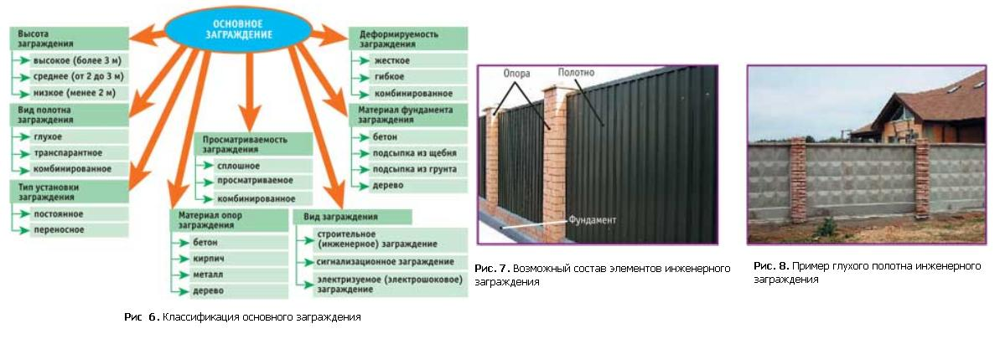 ОСНОВНОЕ
ЗАГРАЖДЕНИЕ
Высота
заграждения
высокое (более 3 м)
среднее (от 2 до 3 м)
низкое (менее 2 м)
Вид полотна
заграждения
глухое
транспарантное
комбинированное
Тип установки
заграждения
постоянное
переносное
Материал опор
заграждения
бетон
кирпич
металл
дерево
Просматриваемость
заграждения
сплошное
просматриваемое
комбинированное
Вид заграждения
строительное
(инженерное) заграждение
сигнализационное заграждение
электризуемое (электрошоковое)
заграждение
Деформируемость
заграждения
жесткое
гибкое
комбинированное
Материал фундамента
заграждения
бетон
подсыпка из щебня
подсыпка из грунта
дерево
Рис 6. Классификация основного заграждения
Опора
Полотно
Фундамент
Рис. 7. Возможный состав элементов инженерного
заграждения
Рис. 8. Пример глухого полотна инженерного
заграждения